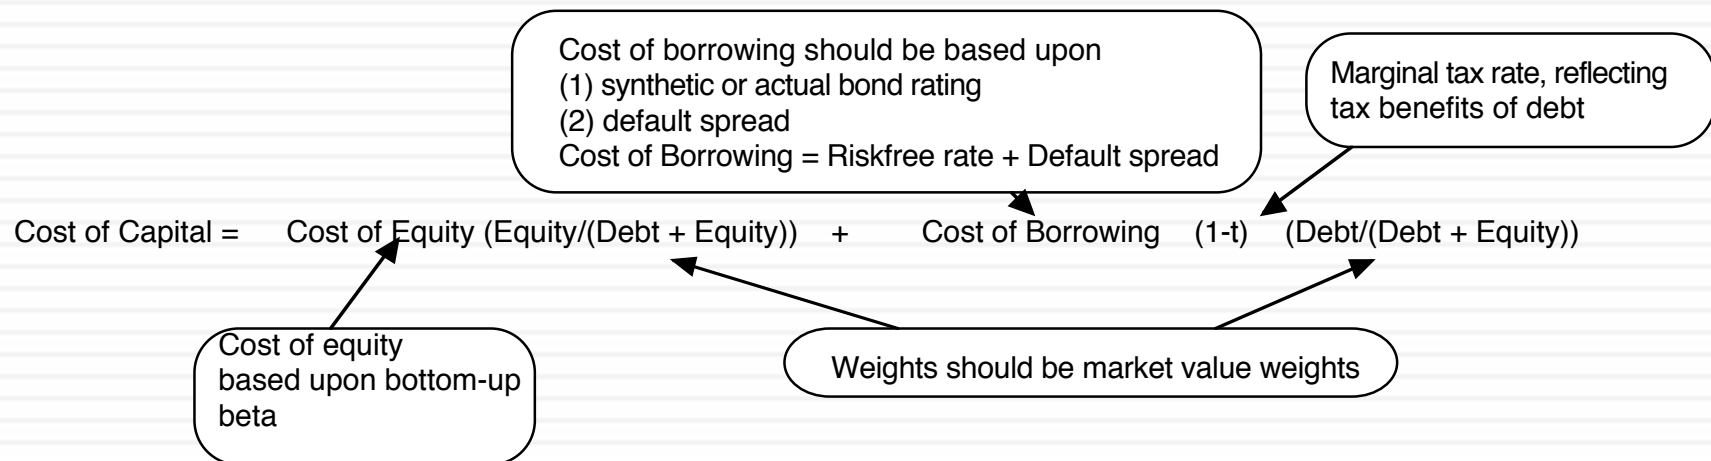 Cost of borrowing should be based upon
(1) synthetic or actual bond rating
(2) default spread
Cost of Borrowing = Riskfree rate + Default spread
Marginal tax rate, reflecting
tax benefits of debt
Cost of Capital = Cost of Equity (Equity/(Debt + Equity)) + Cost of Borrowing (1-t) (Debt/(Debt + Equity))
Cost of equity
based upon bottom-up
beta
Weights should be market value weights